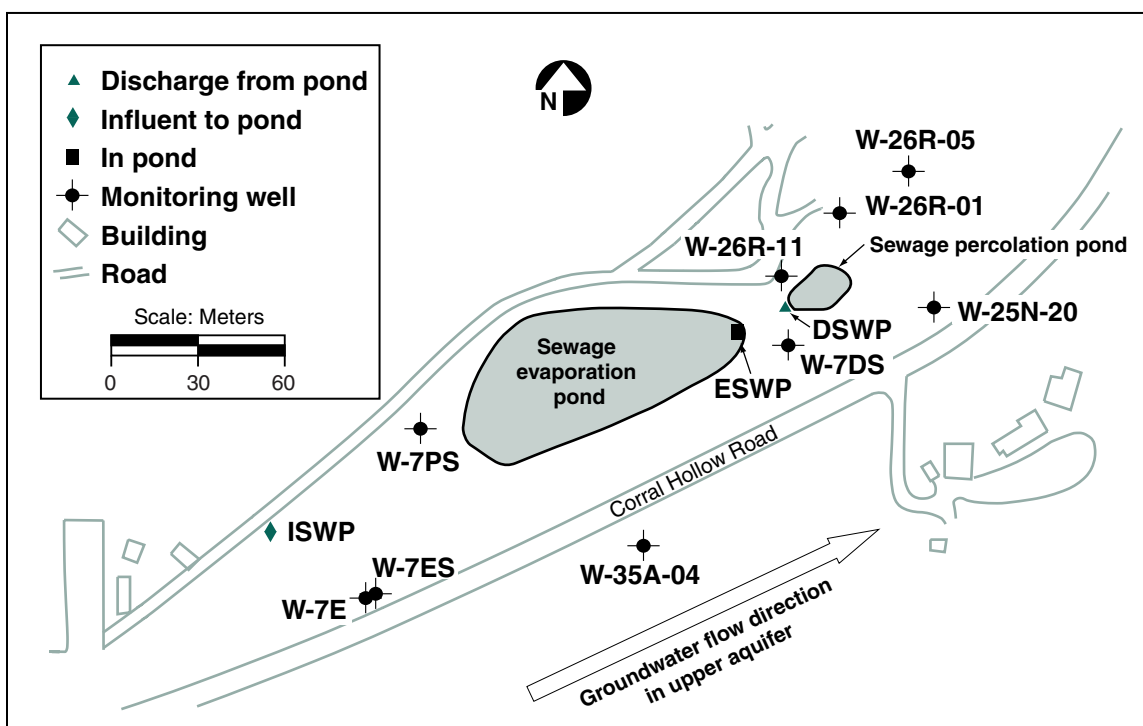 Discharge from pond
Influent to pond
In pond
Monitoring well
Building
Road
Scale: Meters
0 30 60
N
W-26R-05
W-26R-01
W-26R-11
Sewage percolation pond
W-25N-20
DSWP
W-7DS
ESWP
Sewage
evaporation
pond
W-7PS
Corral Hollow Road
ISWP
W-7ES
W-7E
W-35A-04
Groundwater flow direction
in upper aquifer